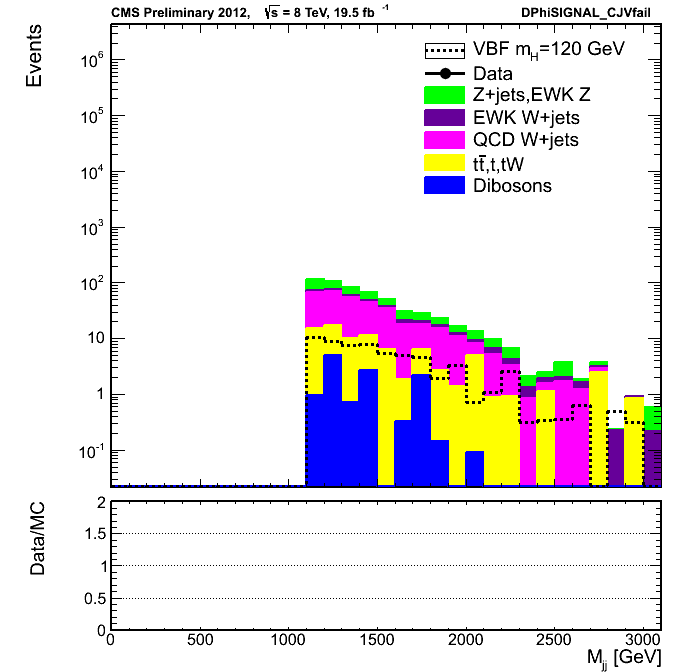 CMS Preliminary 2012, √s = 8 TeV, 19.5 fb⁻¹ DPhiSIGNAL_CJVfail
Events
10⁶
10⁵
10⁴
10³
10²
10
1
10⁻¹
VBF m_H=120 GeV
Data
Z+jets,EWK Z
EWK W+jets
QCD W+jets
tt̄,t,tW
Dibosons
Data/MC
2
1.5
1
0.5
0
0 500 1000 1500 2000 2500 3000
M_jj [GeV]